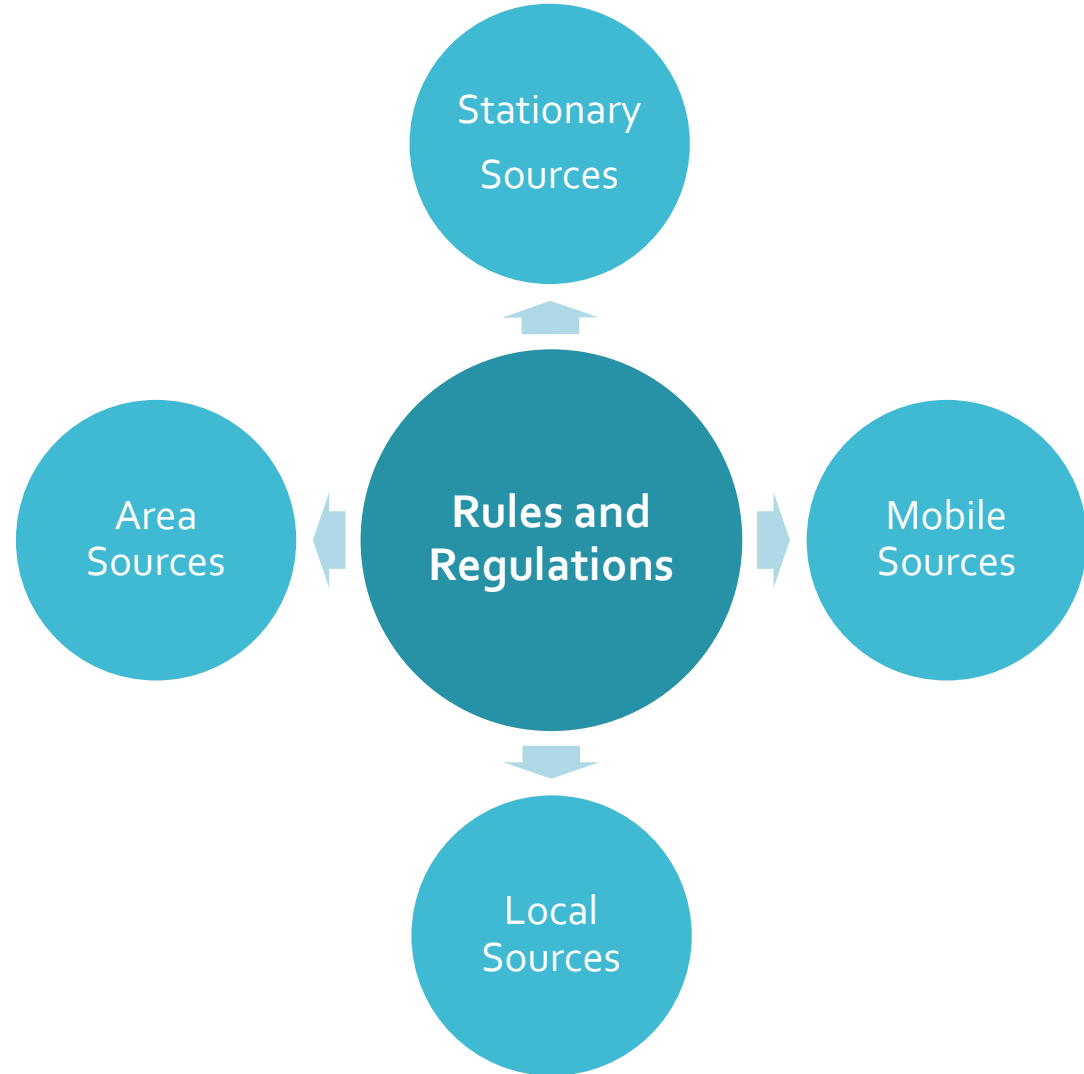 Stationary
Sources
Area
Sources
Rules and
Regulations
Mobile
Sources
Local
Sources